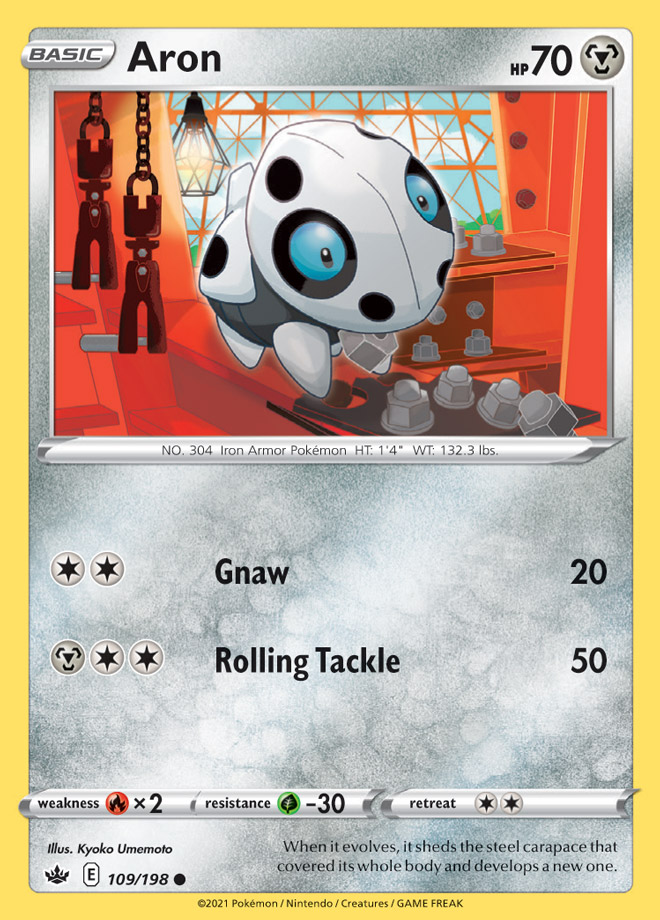 BASIC Aron HP 70
NO. 304 Iron Armor Pokémon HT: 1'4" WT: 132.3 lbs.
Gnaw 20
Rolling Tackle 50
weakness ×2 resistance -30 retreat
Illus. Kyoko Umemoto
When it evolves, it sheds the steel carapace that
covered its whole body and develops a new one.
E 109/198
©2021 Pokémon / Nintendo / Creatures / GAME FREAK